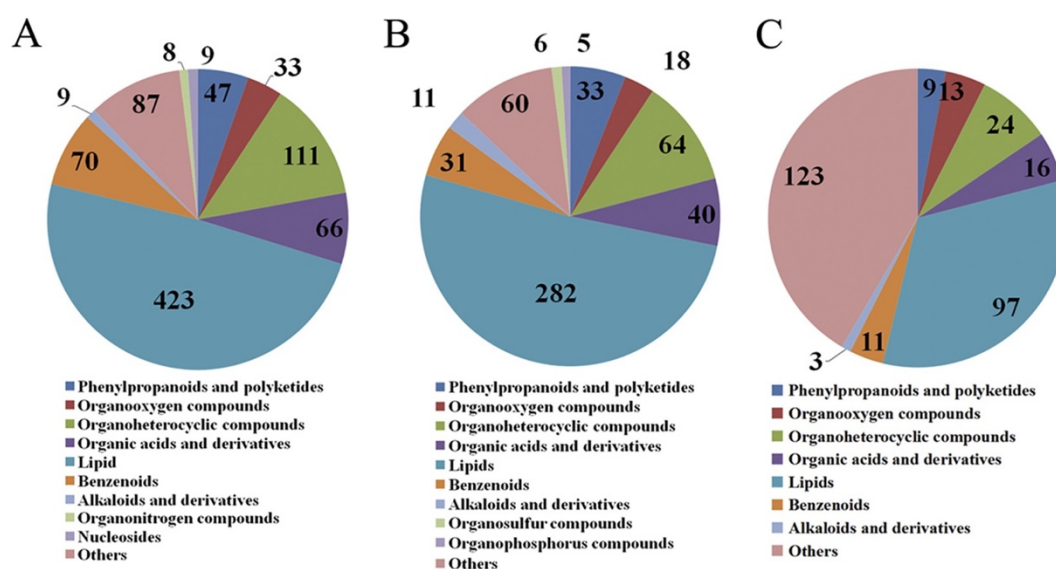 A
8
9
9
87
47
33
111
70
66
423
Phenylpropanoids and polyketides
Organooxygen compounds
Organoheterocyclic compounds
Organic acids and derivatives
Lipid
Benzenoids
Alkaloids and derivatives
Organonitrogen compounds
Nucleosides
Others
B
6
5
18
11
60
33
64
31
40
282
Phenylpropanoids and polyketides
Organooxygen compounds
Organoheterocyclic compounds
Organic acids and derivatives
Lipids
Benzenoids
Alkaloids and derivatives
Organosulfur compounds
Organophosphorus compounds
Others
C
9
13
24
16
123
97
11
3
Phenylpropanoids and polyketides
Organooxygen compounds
Organoheterocyclic compounds
Organic acids and derivatives
Lipids
Benzenoids
Alkaloids and derivatives
Others